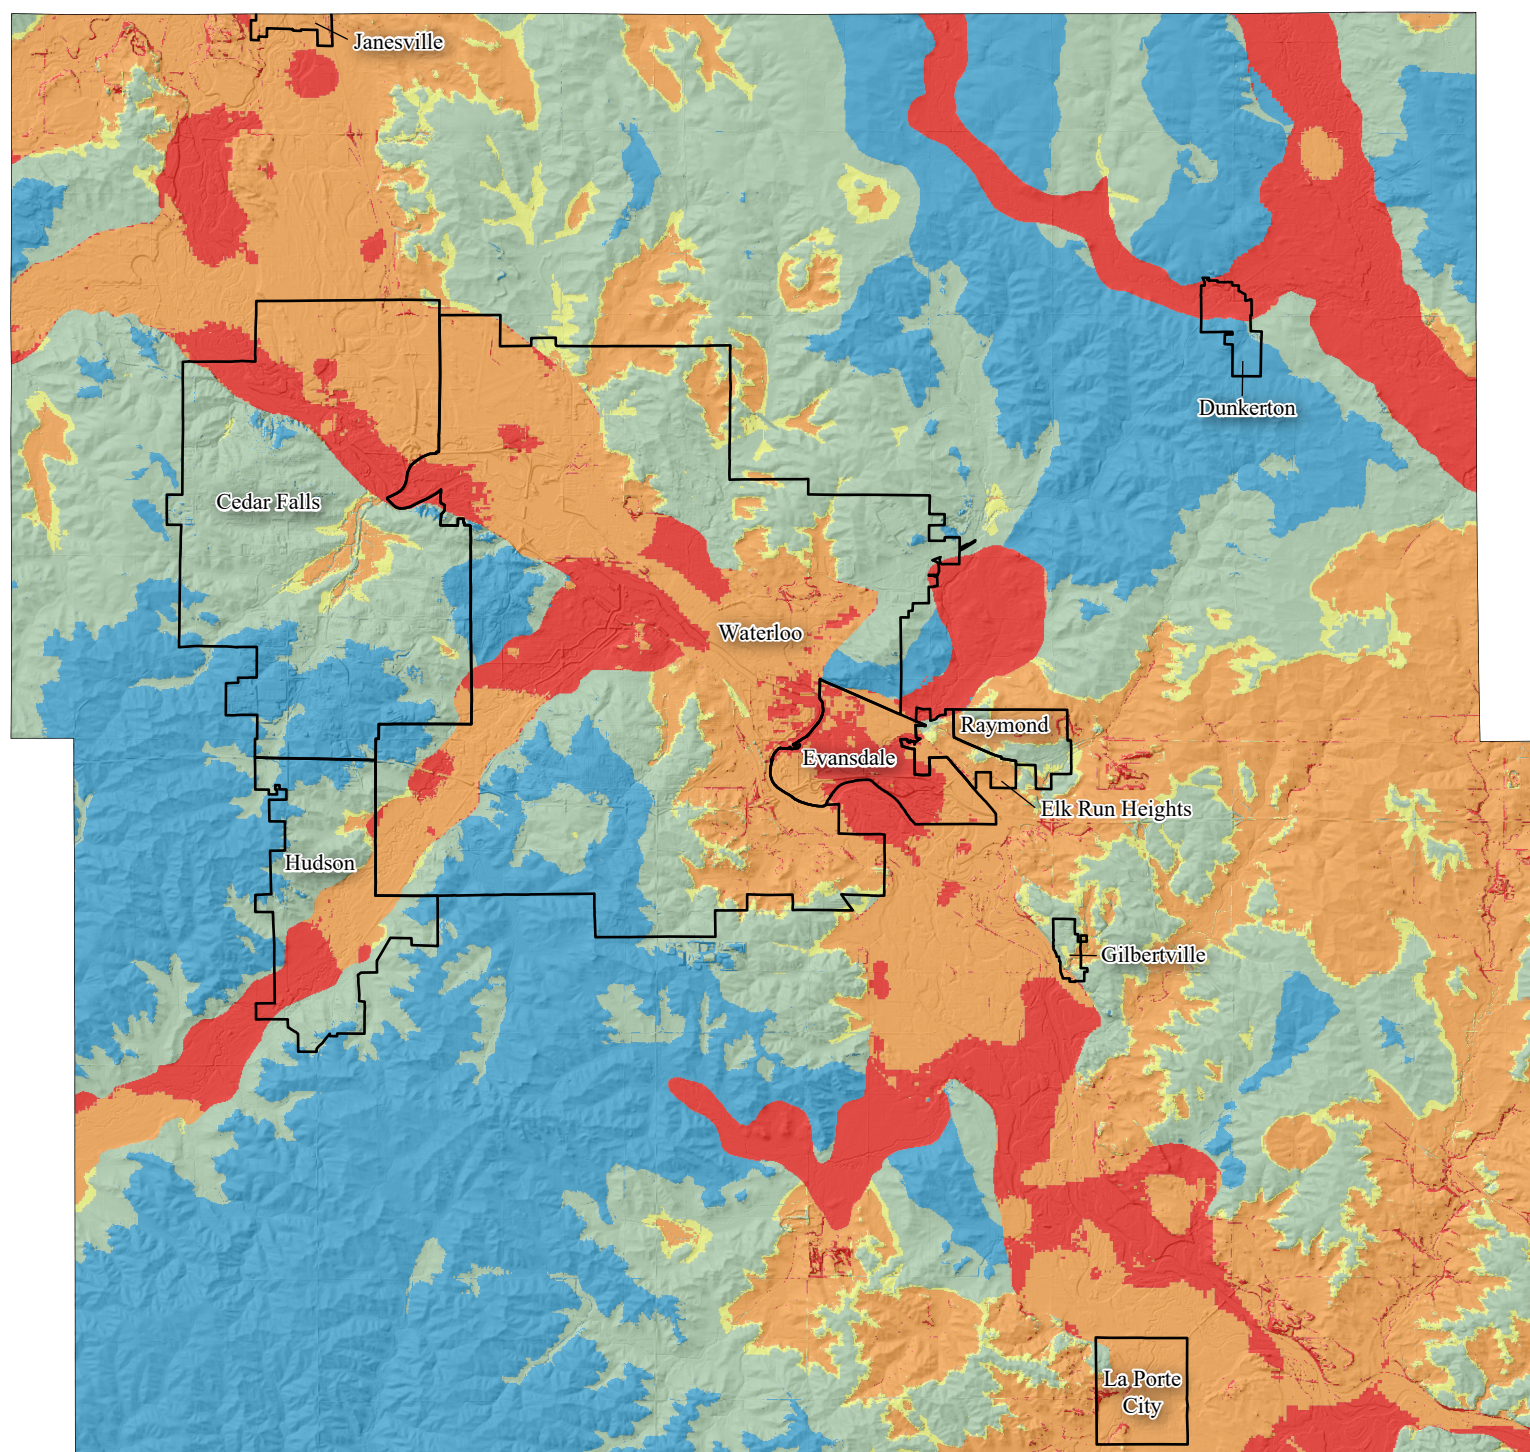 Janesville
Dunkerton
Cedar Falls
Waterloo
Raymond
Evansdale
Elk Run Heights
Hudson
Gilbertville
La Porte
City